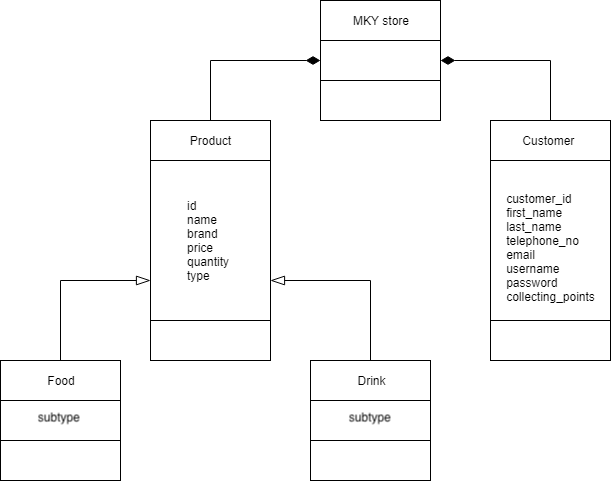 MKY store
Product
Customer
id
name
brand
price
quantity
type
customer_id
first_name
last_name
telephone_no
email
username
password
collecting_points
Food
Drink
subtype
subtype